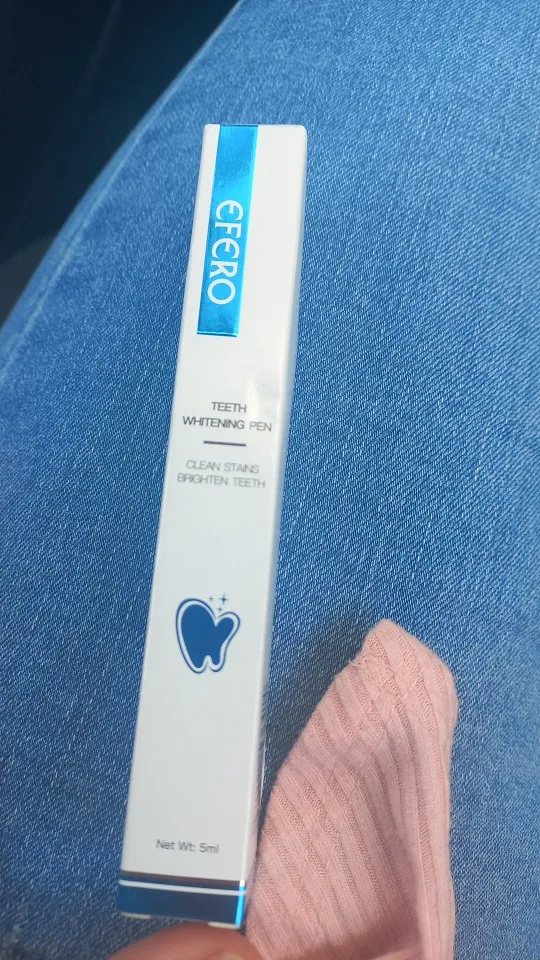 EFERO
TEETH
WHITENING PEN
CLEAN STAINS
BRIGHTEN TEETH
Net Wt: 5ml